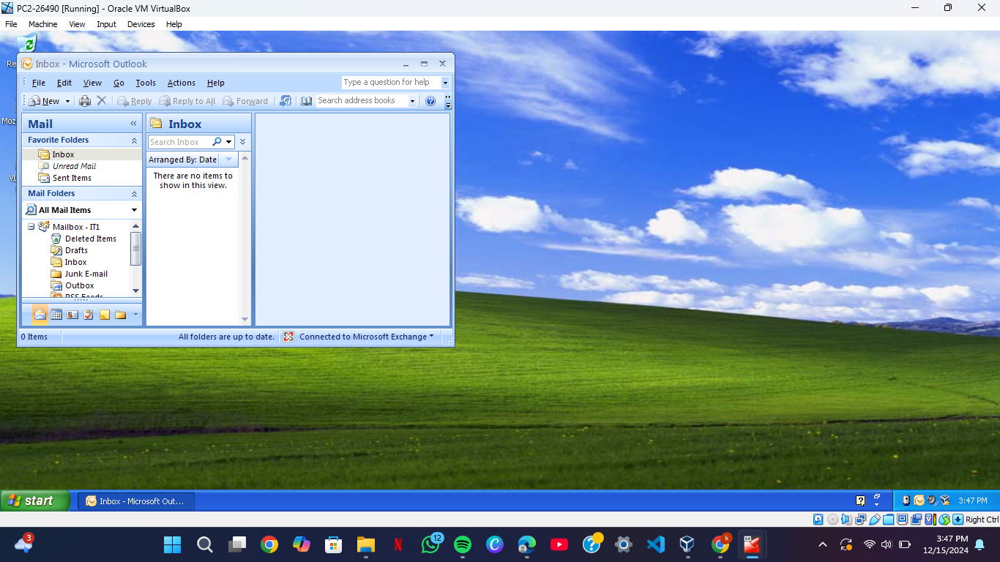 PC2-26490 [Running] - Oracle VM VirtualBox
File Machine View Input Devices Help
Re
Inbox - Microsoft Outlook
File Edit View Go Tools Actions Help
Type a question for help
New Reply Reply to All Forward Search address books
Moz
Mail
Favorite Folders
Inbox
Unread Mail
Sent Items
Mail Folders
All Mail Items
Mailbox - IT1
Deleted Items
Drafts
Inbox
Junk E-mail
Outbox
RSS Feeds
Inbox
Search Inbox
Arranged By: Date
There are no items to
show in this view.
VL
0 Items
All folders are up to date.
Connected to Microsoft Exchange
start
Inbox - Microsoft Out...
3:47 PM
Right Ctrl
3
12
k
3:47 PM
12/15/2024